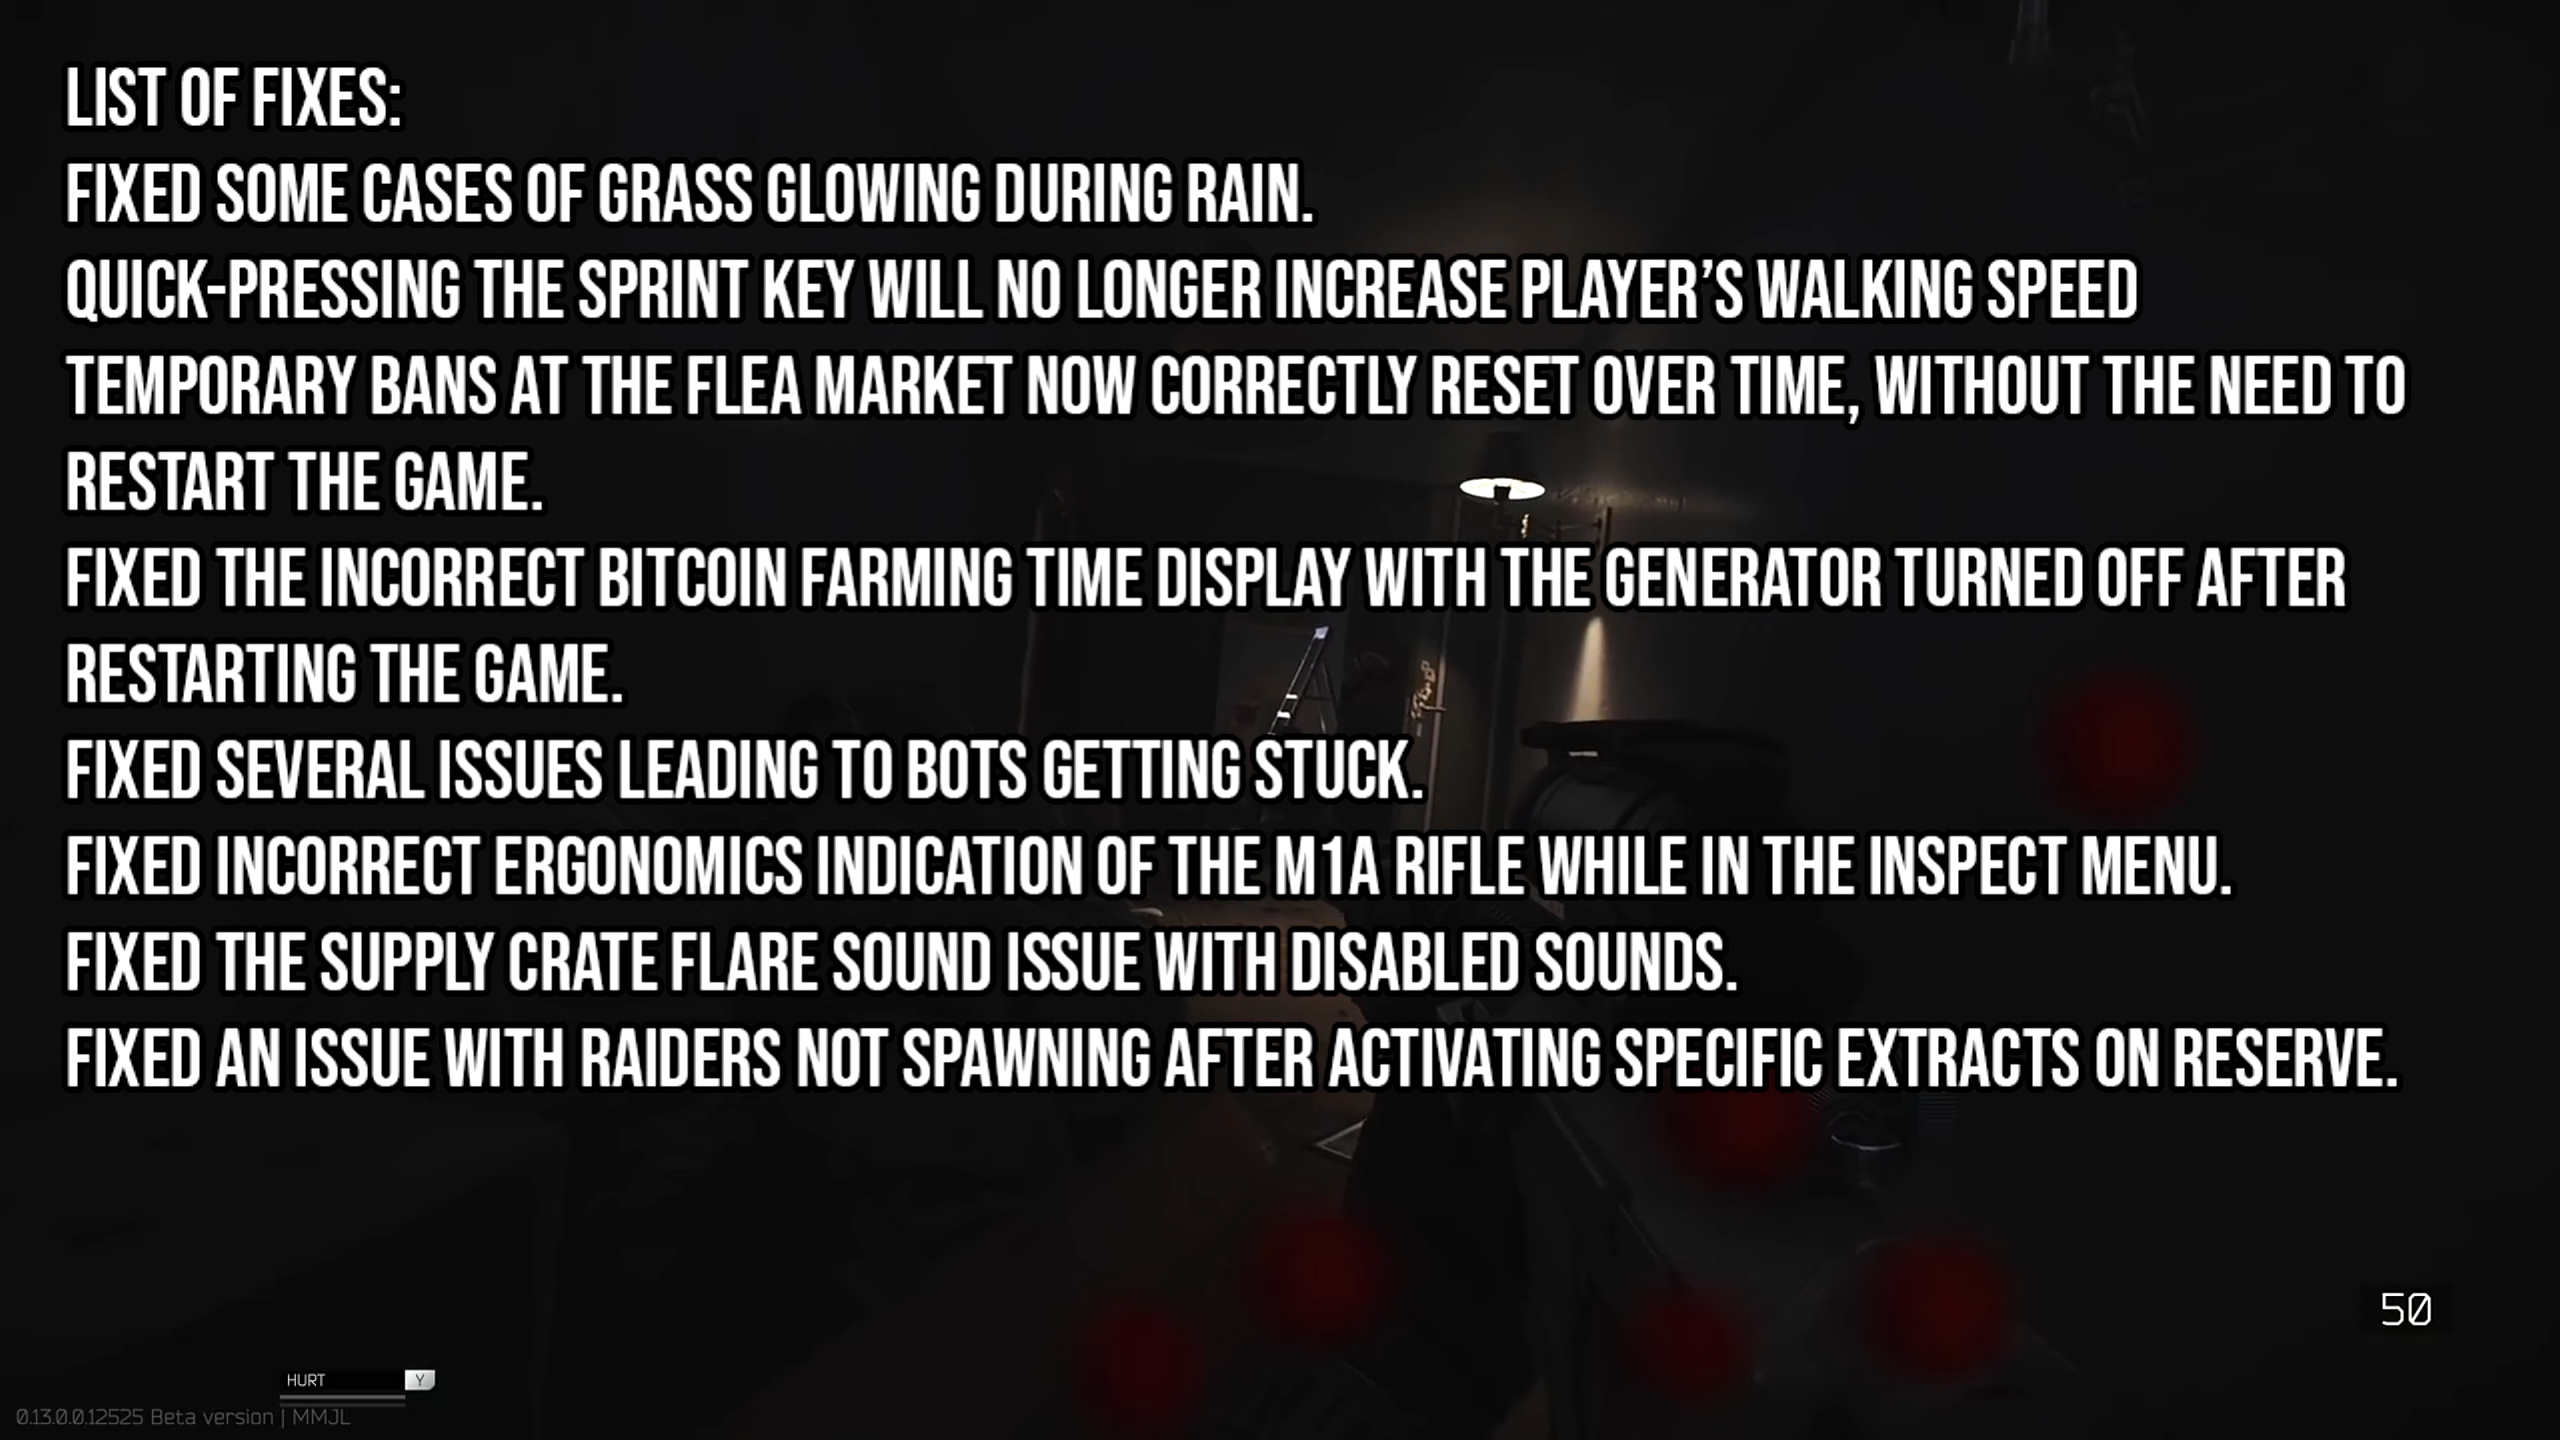 LIST OF FIXES:
FIXED SOME CASES OF GRASS GLOWING DURING RAIN.
QUICK-PRESSING THE SPRINT KEY WILL NO LONGER INCREASE PLAYER’S WALKING SPEED
TEMPORARY BANS AT THE FLEA MARKET NOW CORRECTLY RESET OVER TIME, WITHOUT THE NEED TO
RESTART THE GAME.
FIXED THE INCORRECT BITCOIN FARMING TIME DISPLAY WITH THE GENERATOR TURNED OFF AFTER
RESTARTING THE GAME.
FIXED SEVERAL ISSUES LEADING TO BOTS GETTING STUCK.
FIXED INCORRECT ERGONOMICS INDICATION OF THE M1A RIFLE WHILE IN THE INSPECT MENU.
FIXED THE SUPPLY CRATE FLARE SOUND ISSUE WITH DISABLED SOUNDS.
FIXED AN ISSUE WITH RAIDERS NOT SPAWNING AFTER ACTIVATING SPECIFIC EXTRACTS ON RESERVE.
50
HURT Y
0.13.0.0.12525 Beta version | MMJL